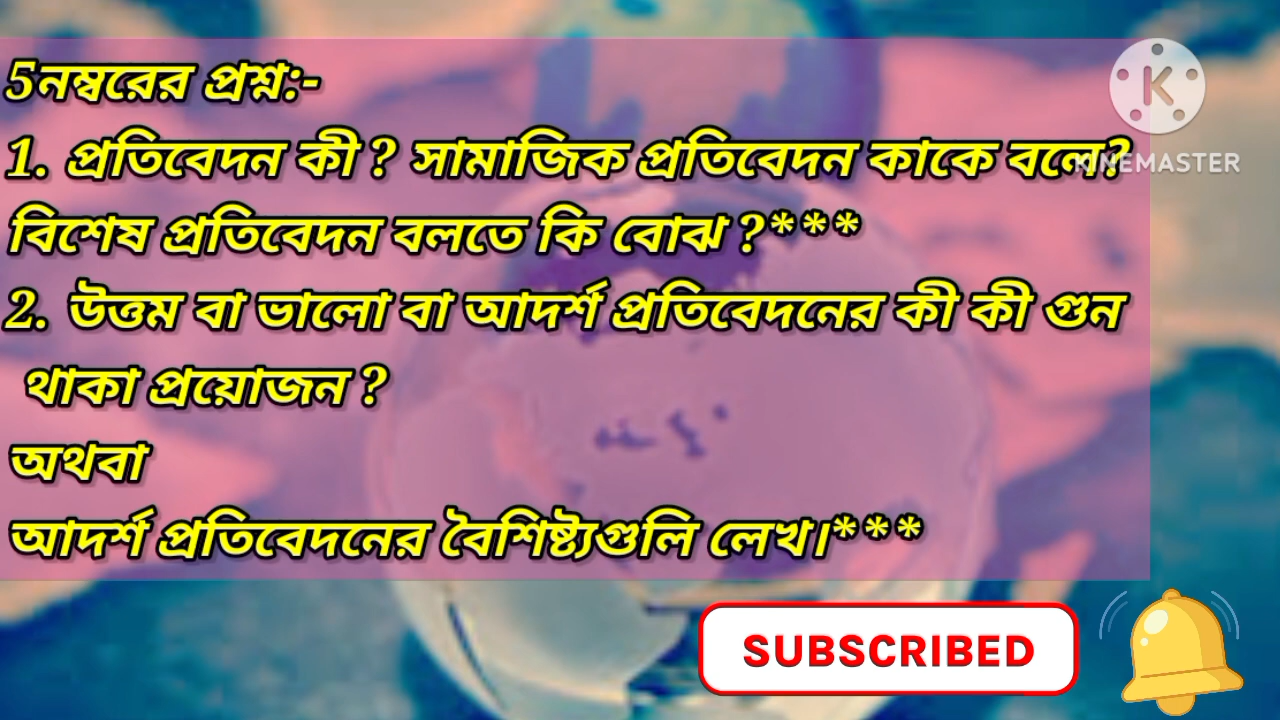 5নম্বরের প্রশ্ন:-
1. প্রতিবেদন কী ? সামাজিক প্রতিবেদন কাকে বলে?
বিশেষ প্রতিবেদন বলতে কি বোঝ ?***
2. উত্তম বা ভালো বা আদর্শ প্রতিবেদনের কী কী গুন
থাকা প্রয়োজন ?
অথবা
আদর্শ প্রতিবেদনের বৈশিষ্ট্যগুলি লেখ।***
K
KINEMASTER
SUBSCRIBED